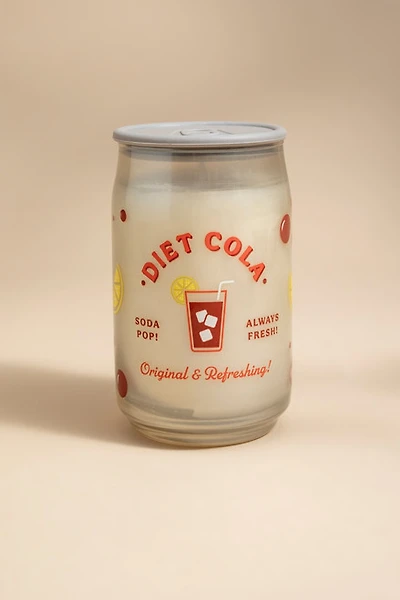 ·DIET COLA·
SODA
POP!
ALWAYS
FRESH!
Original & Refreshing!